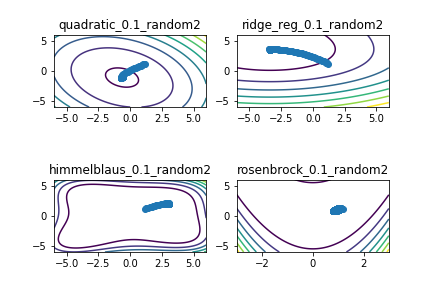 quadratic_0.1_random2
ridge_reg_0.1_random2
5
0
−5
−5.0 −2.5 0.0 2.5 5.0
5
0
−5
−5.0 −2.5 0.0 2.5 5.0
himmelblaus_0.1_random2
rosenbrock_0.1_random2
5
0
−5
−5.0 −2.5 0.0 2.5 5.0
5
0
−5
−2 0 2